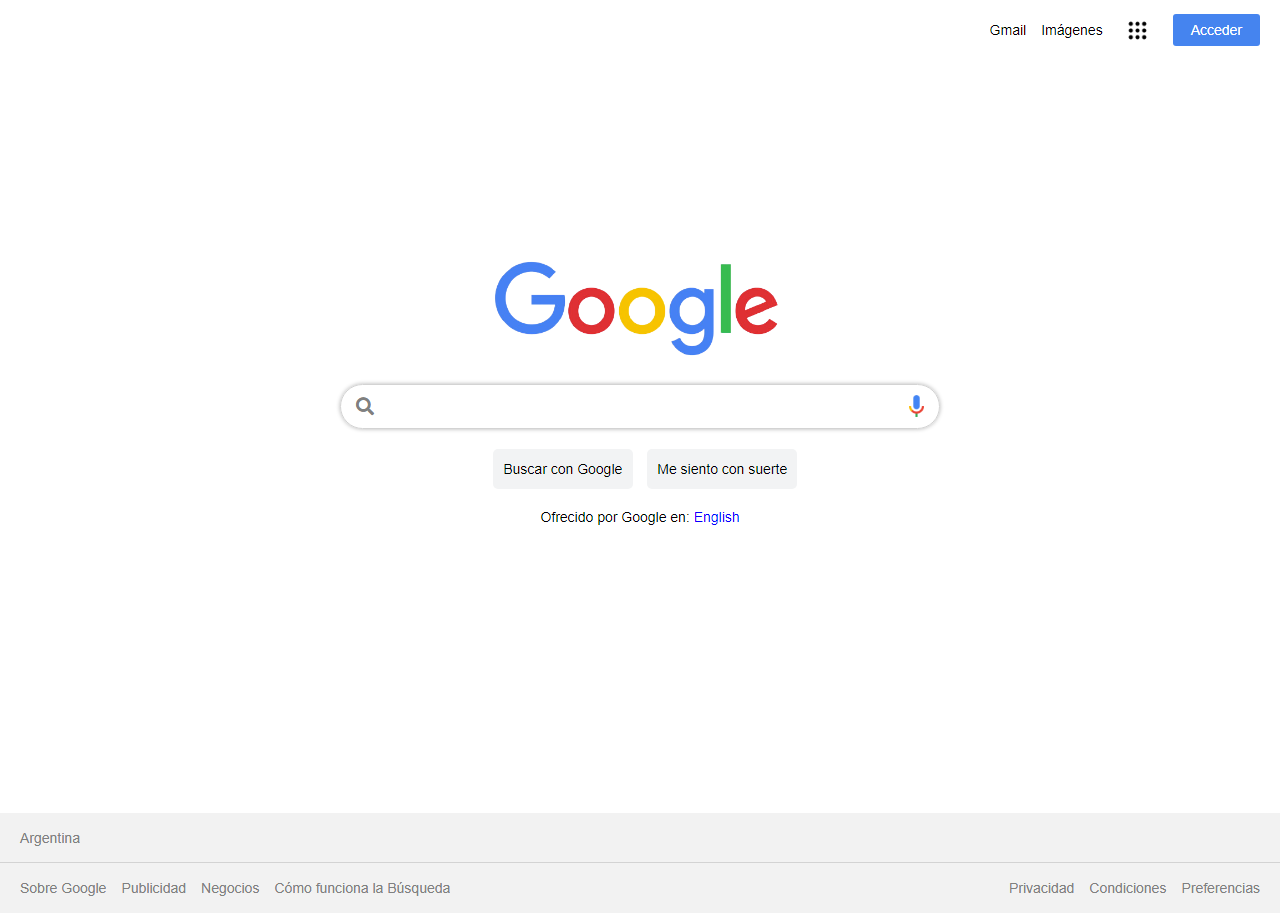 Gmail Imágenes Acceder
Google
Buscar con Google Me siento con suerte
Ofrecido por Google en: English
Argentina
Sobre Google Publicidad Negocios Cómo funciona la Búsqueda Privacidad Condiciones Preferencias